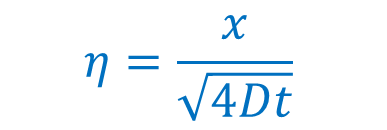 η = x / √(4Dt)